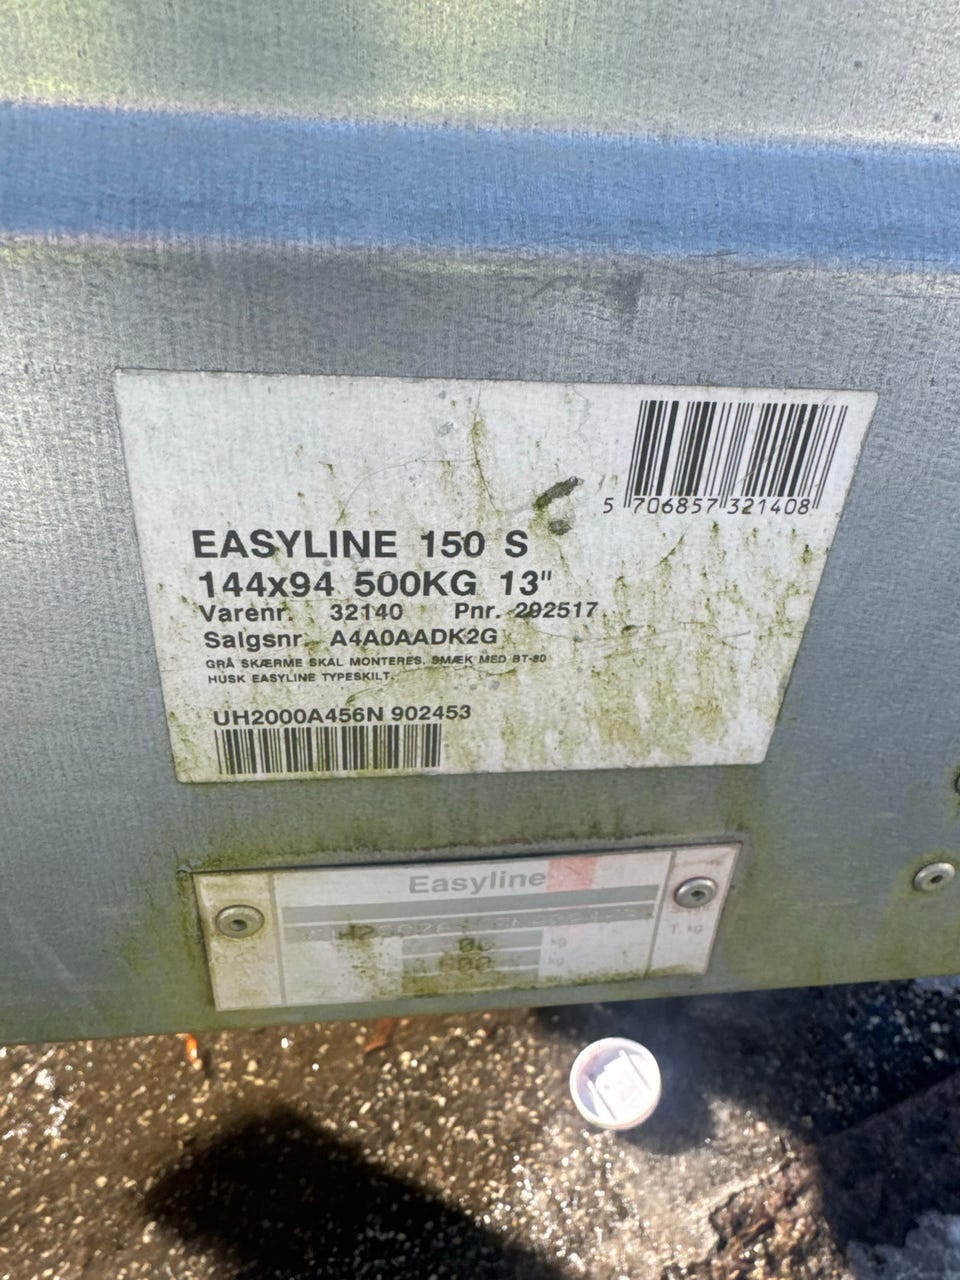 5 706857 321408
EASYLINE 150 S
144x94 500KG 13"
Varenr. 32140 Pnr. 292517
Salgsnr. A4A0AADK2G
GRÅ SKÆRME SKAL MONTERES. SMÆK MED BT-80
HUSK EASYLINE TYPESKILT.
UH2000A456N 902453
Easyline
kg
T. kg
kg